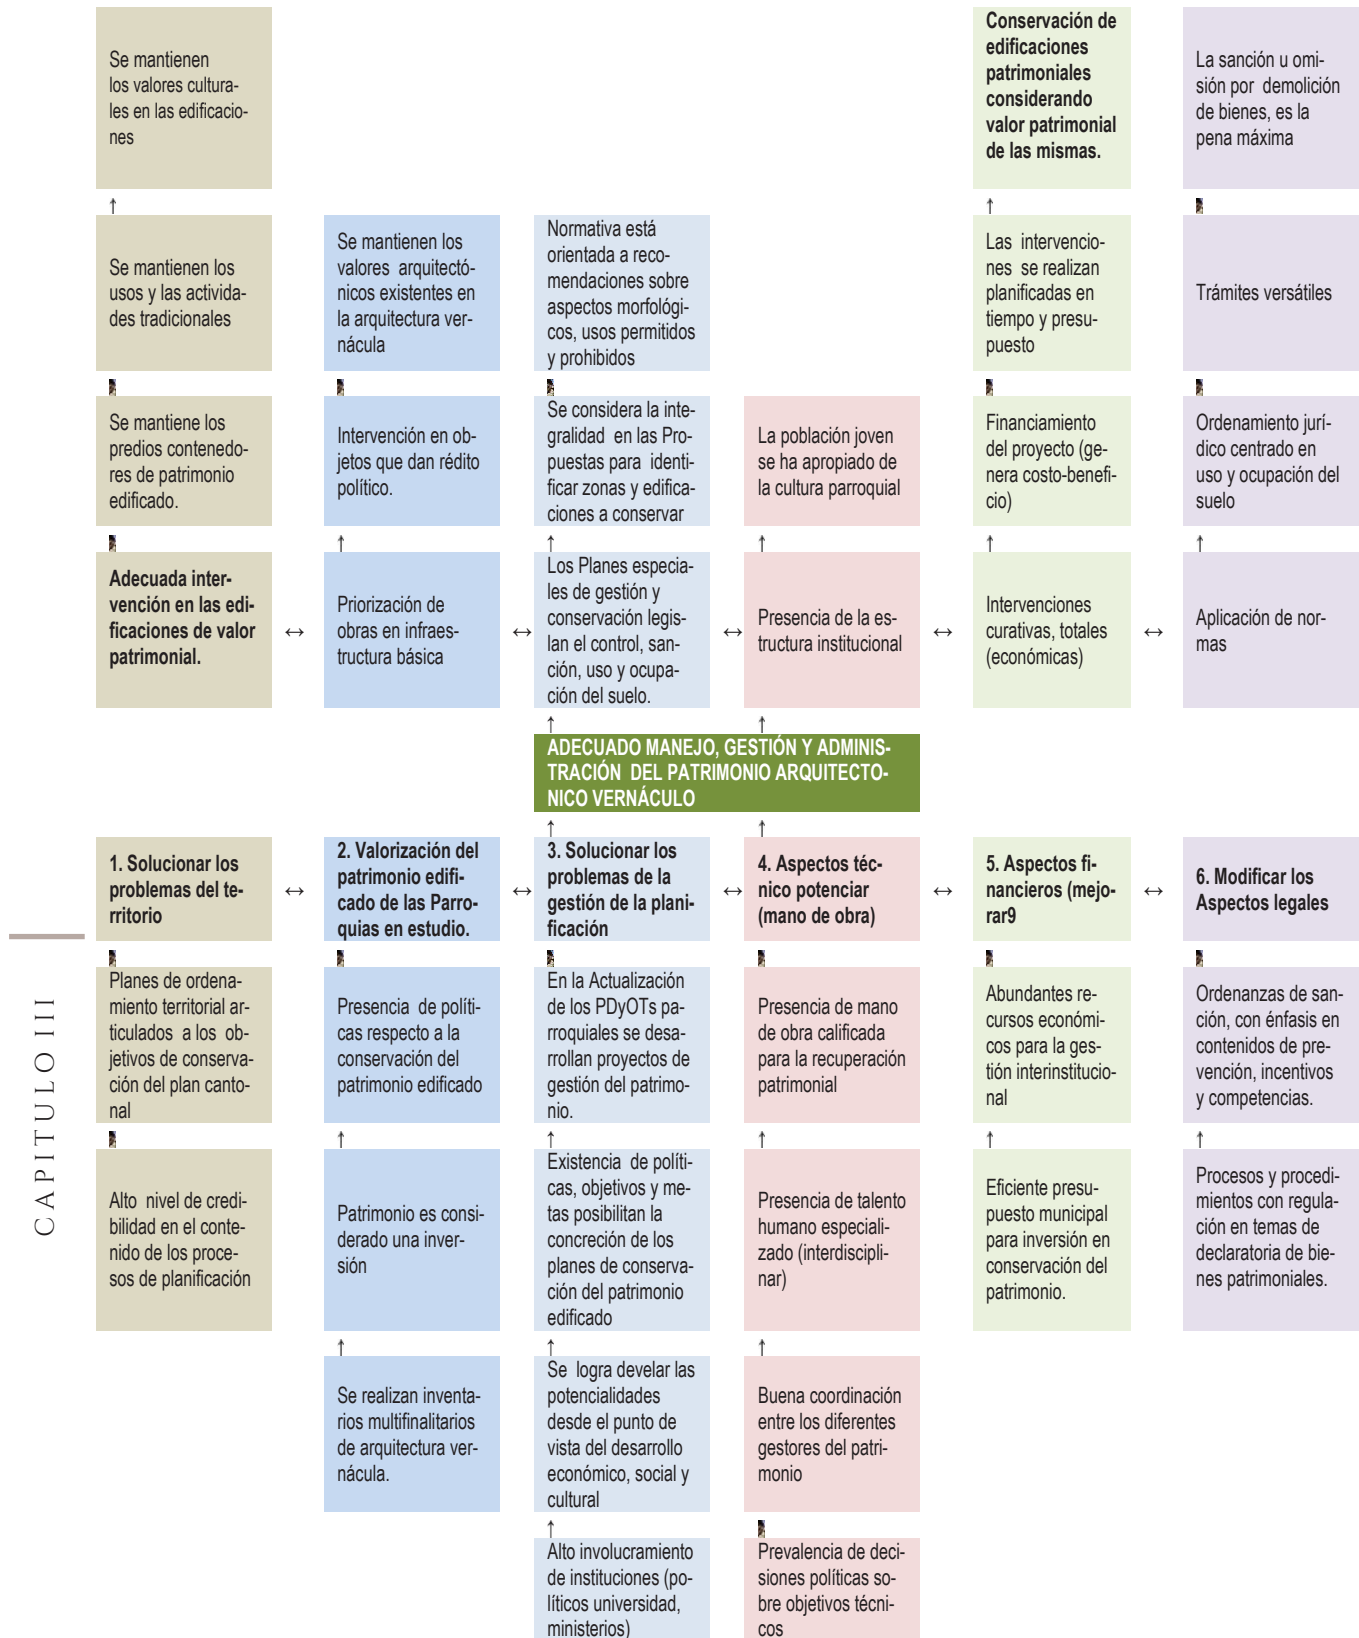 Se mantienen
los valores cultura-
les en las edificacio-
nes
Conservación de
edificaciones
patrimoniales
considerando
valor patrimonial
de las mismas.
La sanción u omi-
sión por demolición
de bienes, es la
pena máxima
↑
↑
Se mantienen los
usos y las activida-
des tradicionales
Se mantienen los
valores arquitectó-
nicos existentes en
la arquitectura ver-
nácula
Normativa está
orientada a reco-
mendaciones sobre
aspectos morfológi-
cos, usos permitidos
y prohibidos
Las intervencio-
nes se realizan
planificadas en
tiempo y presu-
puesto
Trámites versátiles
Se mantiene los
predios contenedo-
res de patrimonio
edificado.
Intervención en ob-
jetos que dan rédito
político.
Se considera la inte-
gralidad en las Pro-
puestas para identi-
ficar zonas y edifica-
ciones a conservar
La población joven
se ha apropiado de
la cultura parroquial
Financiamiento
del proyecto (ge-
nera costo-benefi-
cio)
Ordenamiento jurí-
dico centrado en
uso y ocupación del
suelo
↑ ↑ ↑ ↑ ↑
Adecuada inter-
vención en las edi-
ficaciones de valor
patrimonial.
↔
Priorización de
obras en infraes-
tructura básica
↔
Los Planes especia-
les de gestión y
conservación legis-
lan el control, san-
ción, uso y ocupa-
ción del suelo.
↔
Presencia de la es-
tructura institucional
↔
Intervenciones
curativas, totales
(económicas)
↔
Aplicación de nor-
mas
↑ ↑
ADECUADO MANEJO, GESTIÓN Y ADMINIS-
TRACIÓN DEL PATRIMONIO ARQUITECTO-
NICO VERNÁCULO
↑ ↑
1. Solucionar los
problemas del te-
rritorio
↔
2. Valorización del
patrimonio edifi-
cado de las Parro-
quias en estudio.
↔
3. Solucionar los
problemas de la
gestión de la plani-
ficación
↔
4. Aspectos téc-
nico potenciar
(mano de obra)
↔
5. Aspectos fi-
nancieros (mejo-
rar9
↔
6. Modificar los
Aspectos legales
Planes de ordena-
miento territorial ar-
ticulados a los ob-
jetivos de conserva-
ción del plan canto-
nal
Presencia de políti-
cas respecto a la
conservación del
patrimonio edificado
En la Actualización
de los PDyOTs pa-
rroquiales se desa-
rrollan proyectos de
gestión del patrimo-
nio.
Presencia de mano
de obra calificada
para la recuperación
patrimonial
Abundantes re-
cursos económi-
cos para la ges-
tión interinstitucio-
nal
Ordenanzas de san-
ción, con énfasis en
contenidos de pre-
vención, incentivos
y competencias.
↑ ↑ ↑ ↑ ↑
Alto nivel de credi-
bilidad en el conte-
nido de los proce-
sos de planificación
Patrimonio es consi-
derado una inver-
sión
Existencia de políti-
cas, objetivos y me-
tas posibilitan la
concreción de los
planes de conserva-
ción del patrimonio
edificado
Presencia de talento
humano especiali-
zado (interdiscipli-
nar)
Eficiente presu-
puesto municipal
para inversión en
conservación del
patrimonio.
Procesos y procedi-
mientos con regula-
ción en temas de
declaratoria de bie-
nes patrimoniales.
↑ ↑ ↑
Se realizan inventa-
rios multifinalitarios
de arquitectura ver-
nácula.
Se logra develar las
potencialidades
desde el punto de
vista del desarrollo
económico, social y
cultural
Buena coordinación
entre los diferentes
gestores del patri-
monio
↑
Alto involucramiento
de instituciones (po-
líticos universidad,
ministerios)
Prevalencia de deci-
siones políticas so-
bre objetivos técni-
cos
CAPITULO III